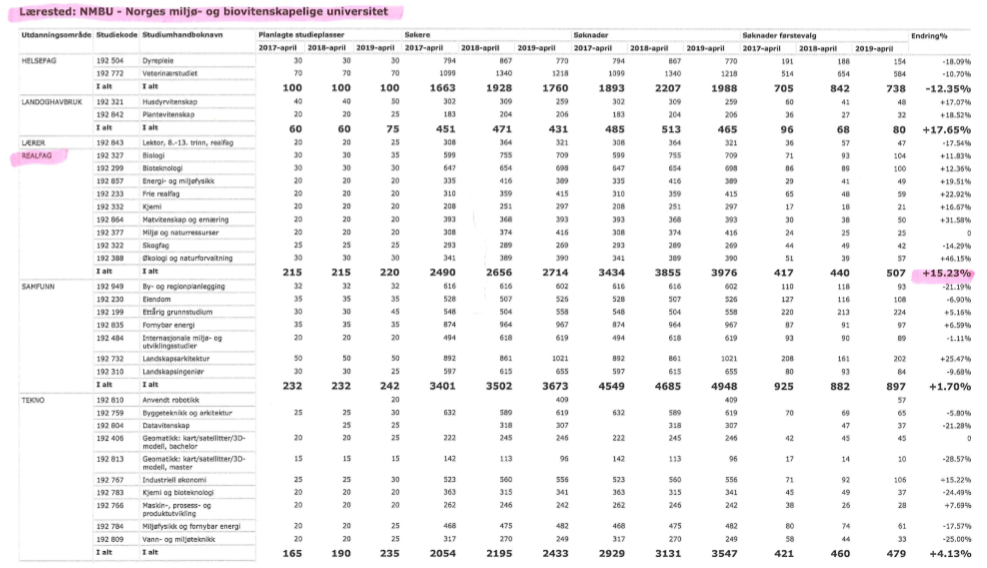 Lærested: NMBU - Norges miljø- og biovitenskapelige universitet
Utdanningsområde Studiekode Studiumhandboknavn Planlagte studieplasser Søkere Søknader Søknader førstevalg Endring%
2017-april 2018-april 2019-april 2017-april 2018-april 2019-april 2017-april 2018-april 2019-april 2017-april 2018-april 2019-april
HELSEFAG 192 504 Dyrepleie 30 30 30 794 867 770 794 867 770 191 188 154 -18.09%
192 772 Veterinærstudiet 70 70 70 1099 1340 1218 1099 1340 1218 514 654 584 -10.70%
I alt I alt 100 100 100 1663 1928 1760 1893 2207 1988 705 842 738 -12.35%
LANDOGHAVBRUK 192 321 Husdyrvitenskap 40 40 50 302 309 259 302 309 259 60 41 48 +17.07%
192 842 Plantevitenskap 20 20 25 183 204 206 183 204 206 36 27 32 +18.52%
I alt I alt 60 60 75 451 471 431 485 513 465 96 68 80 +17.65%
LÆRER 192 843 Lektor, 8.-13. trinn, realfag 20 20 25 308 364 321 308 364 321 36 57 47 -17.54%
REALFAG 192 327 Biologi 30 30 35 599 755 709 599 755 709 71 93 104 +11.83%
192 299 Bioteknologi 30 30 30 647 654 698 647 654 698 86 89 100 +12.36%
192 857 Energi- og miljøfysikk 20 20 20 335 416 389 335 416 389 29 41 49 +19.51%
192 233 Frie realfag 20 20 20 310 359 415 310 359 415 65 48 59 +22.92%
192 332 Kjemi 20 20 20 208 251 297 208 251 297 17 18 21 +16.67%
192 864 Matvitenskap og ernæring 20 20 20 393 368 393 393 368 393 30 38 50 +31.58%
192 377 Miljø og naturressurser 20 20 20 308 374 416 308 374 416 24 25 25 0
192 322 Skogfag 25 25 25 293 289 269 293 289 269 44 49 42 -14.29%
192 388 Økologi og naturforvaltning 30 30 30 341 389 390 341 389 390 51 39 57 +46.15%
I alt I alt 215 215 220 2490 2656 2714 3434 3855 3976 417 440 507 +15.23%
SAMFUNN 192 949 By- og regionplanlegging 32 32 32 616 616 602 616 616 602 110 118 93 -21.19%
192 230 Eiendom 35 35 35 528 507 526 528 507 526 127 116 108 -6.90%
192 199 Ettårig grunnstudium 30 30 45 548 504 558 548 504 558 220 213 224 +5.16%
192 835 Fornybar energi 35 35 35 874 964 967 874 964 967 87 91 97 +6.59%
192 484 Internasjonale miljø- og 20 20 20 494 618 619 494 618 619 93 90 89 -1.11%
utviklingsstudier
192 732 Landskapsarkitektur 50 50 50 892 861 1021 892 861 1021 208 161 202 +25.47%
192 310 Landskapsingeniør 30 30 25 597 615 655 597 615 655 80 93 84 -9.68%
I alt I alt 232 232 242 3401 3502 3673 4549 4685 4948 925 882 897 +1.70%
TEKNO 192 810 Anvendt robotikk 20 409 409 57
192 759 Byggeteknikk og arkitektur 25 25 30 632 589 619 632 589 619 70 69 65 -5.80%
192 804 Datavitenskap 25 25 318 307 318 307 47 37 -21.28%
192 406 Geomatikk: kart/satellitter/3D- 20 20 25 222 245 246 222 245 246 42 45 45 0
modell, bachelor
192 813 Geomatikk: kart/satellitter/3D- 15 15 15 142 113 96 142 113 96 17 14 10 -28.57%
modell, master
192 767 Industriell økonomi 25 25 30 523 560 556 523 560 556 71 92 106 +15.22%
192 783 Kjemi og bioteknologi 20 20 20 363 315 341 363 315 341 45 49 37 -24.49%
192 766 Maskin-, prosess- og 20 20 20 262 246 242 262 246 242 38 26 28 +7.69%
produktutvikling
192 784 Miljøfysikk og fornybar energi 20 20 25 468 475 482 468 475 482 80 74 61 -17.57%
192 809 Vann- og miljøteknikk 20 20 25 317 270 249 317 270 249 58 44 33 -25.00%
I alt I alt 165 190 235 2054 2195 2433 2929 3131 3547 421 460 479 +4.13%